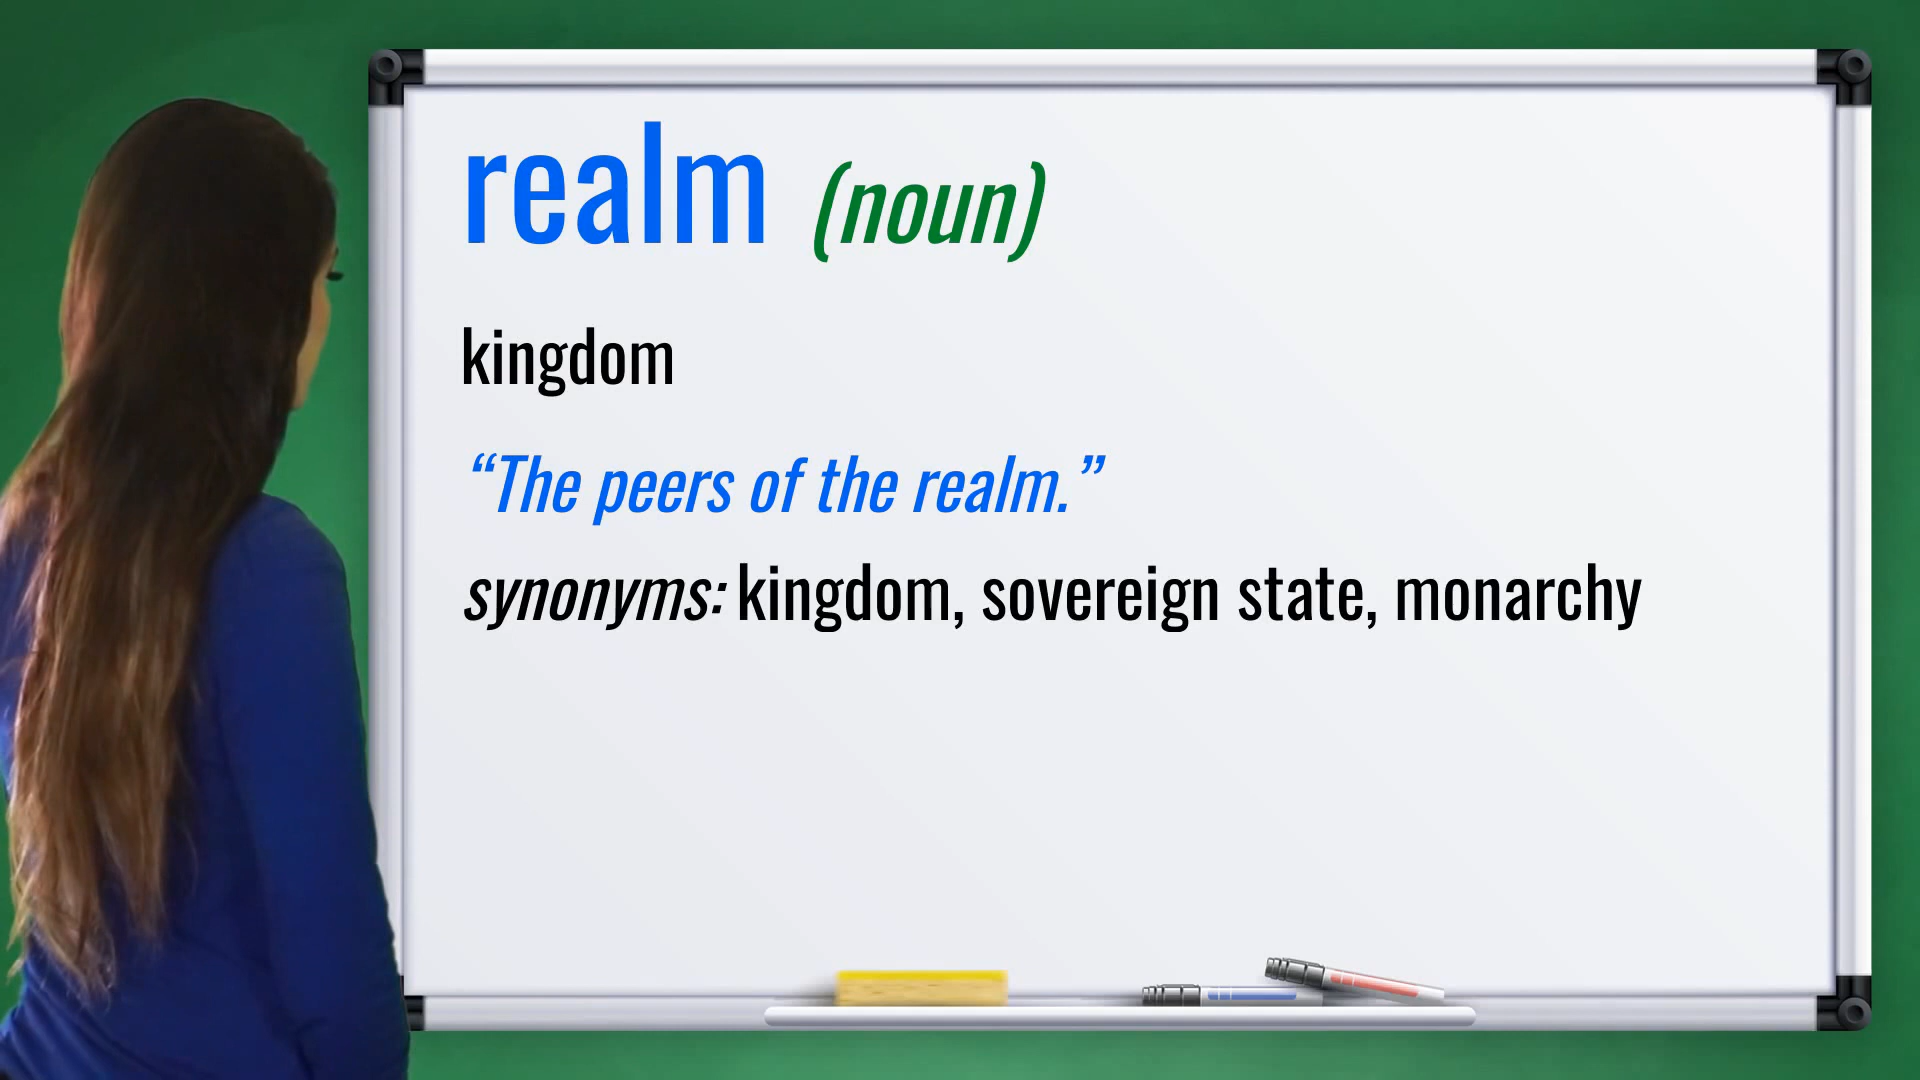 realm (noun)
kingdom
“The peers of the realm.”
synonyms: kingdom, sovereign state, monarchy